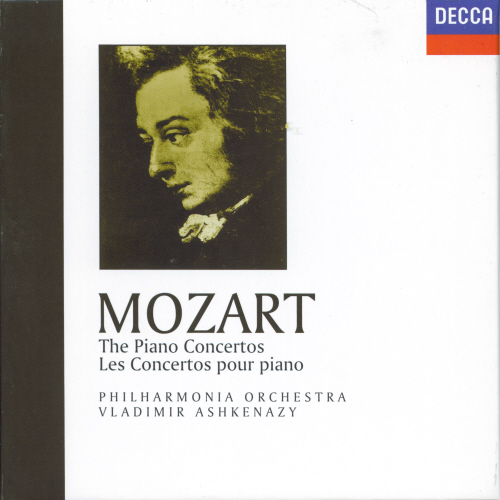 DECCA
MOZART
The Piano Concertos
Les Concertos pour piano
PHILHARMONIA ORCHESTRA
VLADIMIR ASHKENAZY